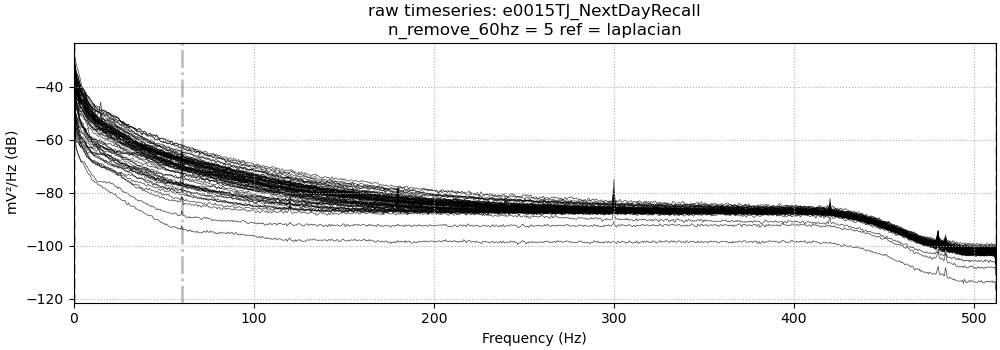 raw timeseries: e0015TJ_NextDayRecall
n_remove_60hz = 5 ref = laplacian
mV²/Hz (dB)
−40
−60
−80
−100
−120
0 100 200 300 400 500
Frequency (Hz)